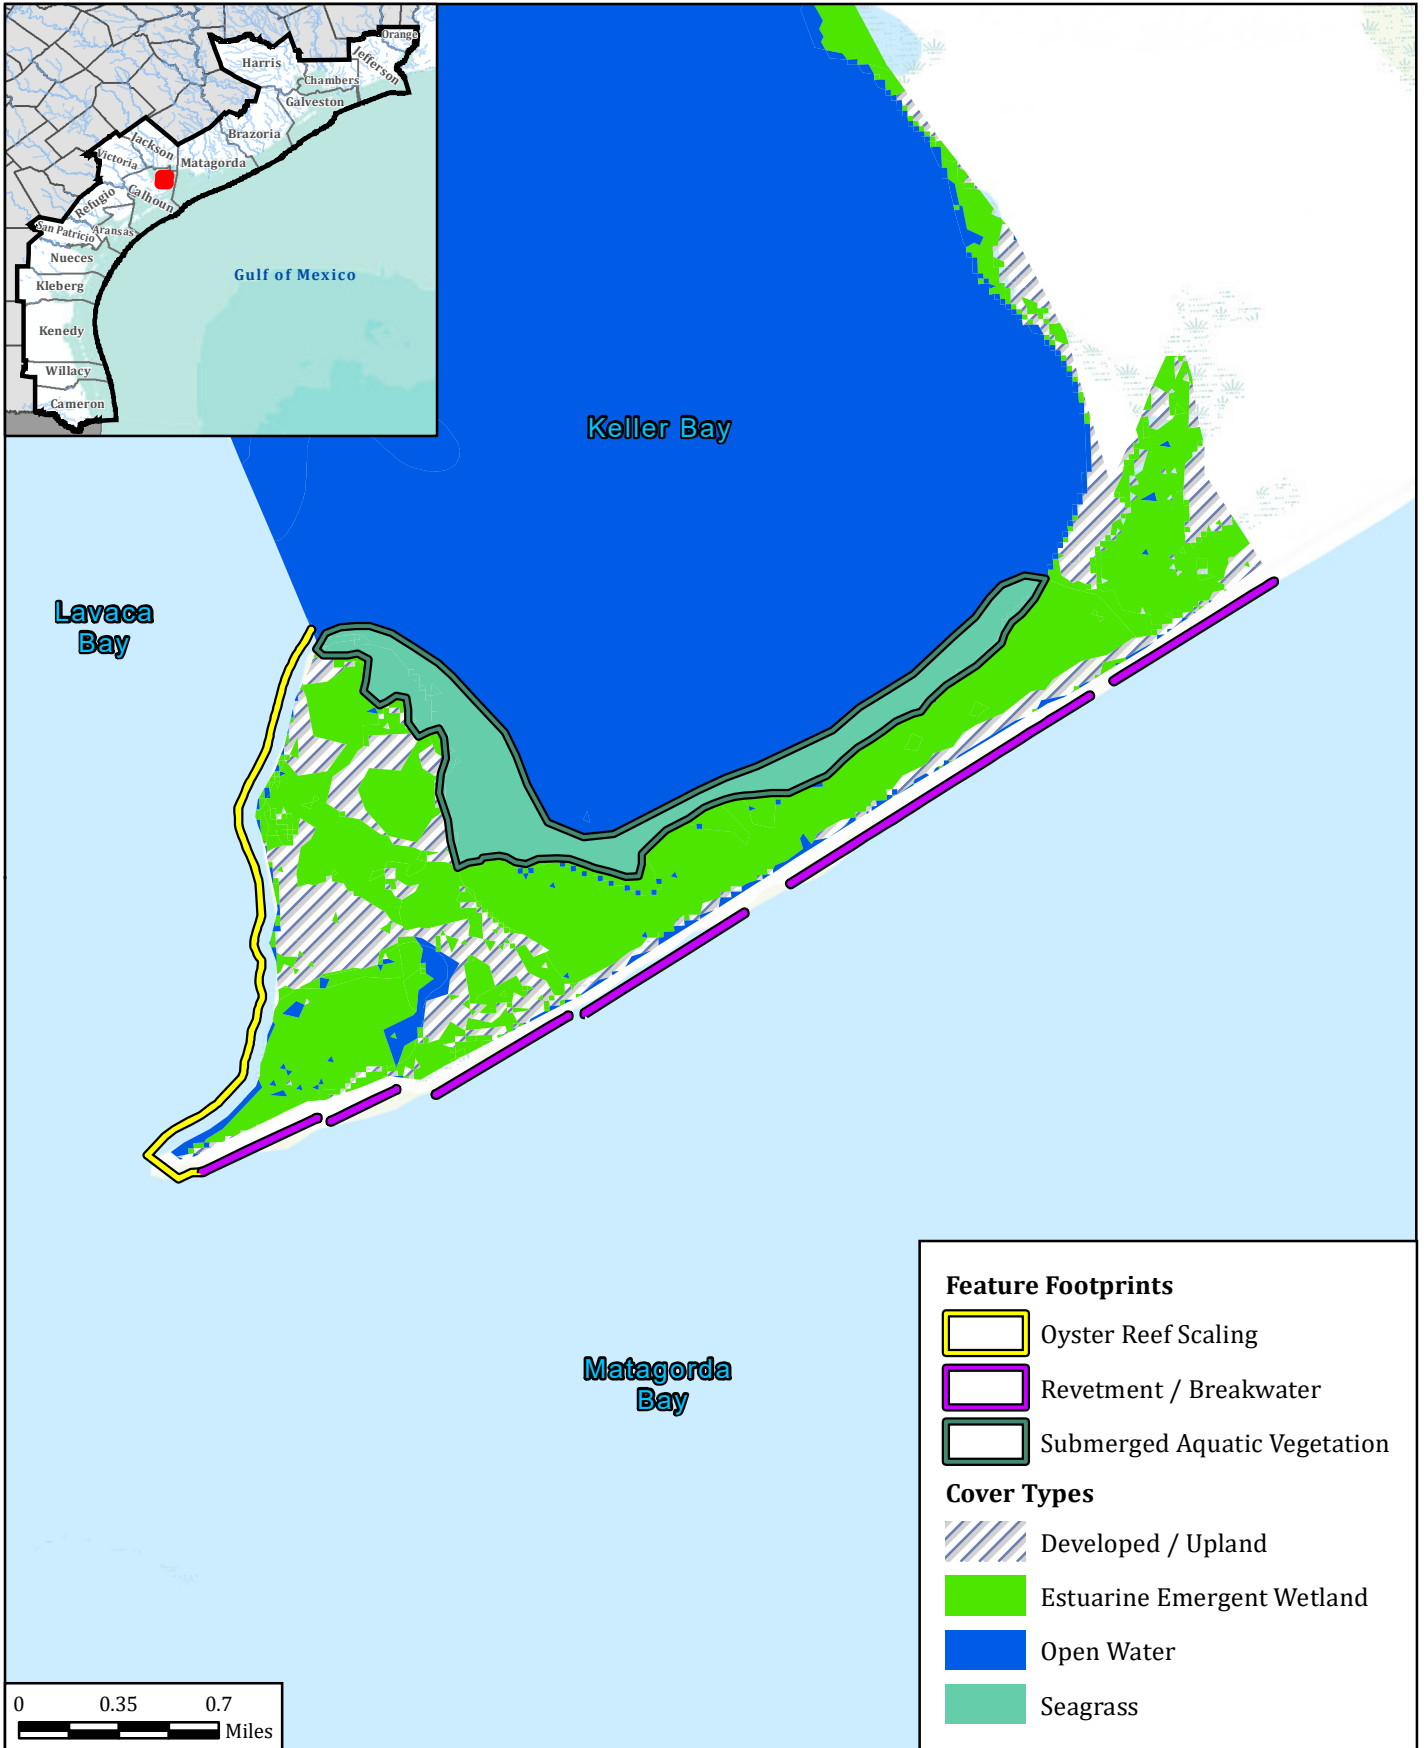 Orange
Harris
Jefferson
Chambers
Galveston
Brazoria
Jackson
Victoria
Matagorda
Calhoun
Refugio
San Patricio
Aransas
Nueces
Gulf of Mexico
Kleberg
Kenedy
Willacy
Cameron
Keller Bay
Lavaca
Bay
Matagorda
Bay
Feature Footprints
Oyster Reef Scaling
Revetment / Breakwater
Submerged Aquatic Vegetation
Cover Types
Developed / Upland
Estuarine Emergent Wetland
Open Water
Seagrass
0 0.35 0.7
Miles